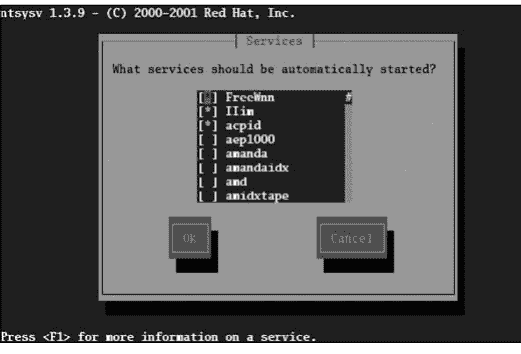 ntsysv 1.3.9 - (C) 2000-2001 Red Hat, Inc.
Services
What services should be automatically started?
[*] FreeWnn #
[*] IIim
[*] acpid
[ ] aep1000
[ ] amanda
[ ] amandaidx
[ ] amd
[ ] amidxtape
Ok Cancel
Press <F1> for more information on a service.